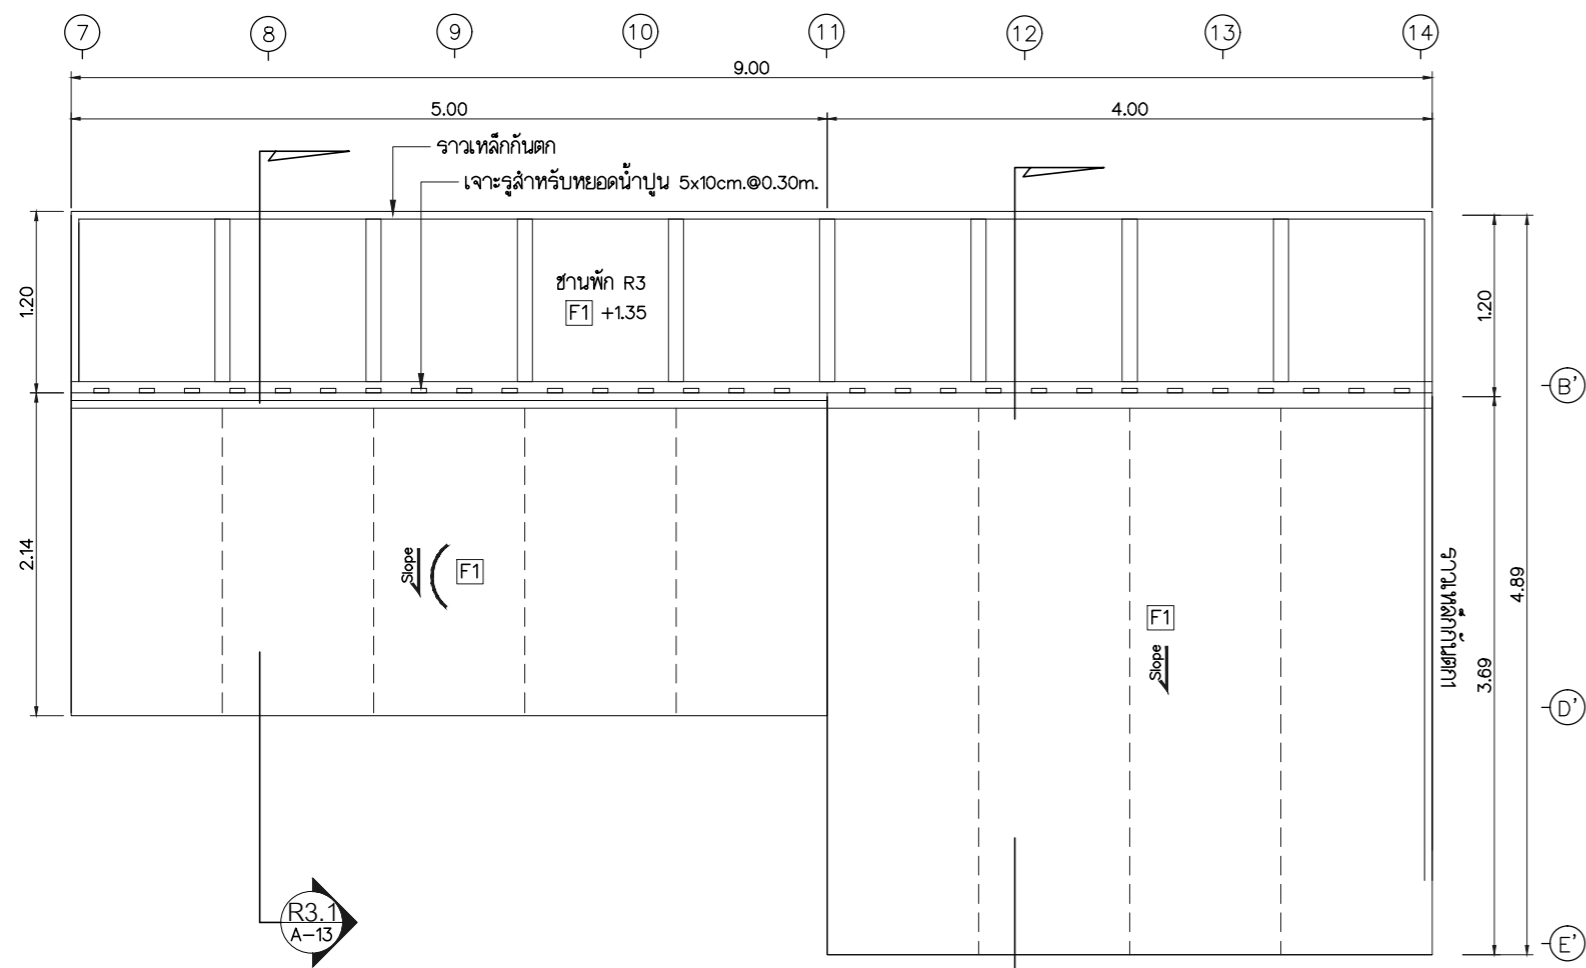 7 8 9 10 11 12 13 14
9.00
5.00 4.00
ราวเหล็กกันตก
เจาะรูสำหรับหยอดน้ำปูน 5x10cm.@0.30m.
ชานพัก R3
F1 +1.35
1.20
1.20
B'
2.14
Slope F1
F1
Slope
ราวเหล็กกันตก1
4.89
3.69
D'
R3.1
A-13
E'